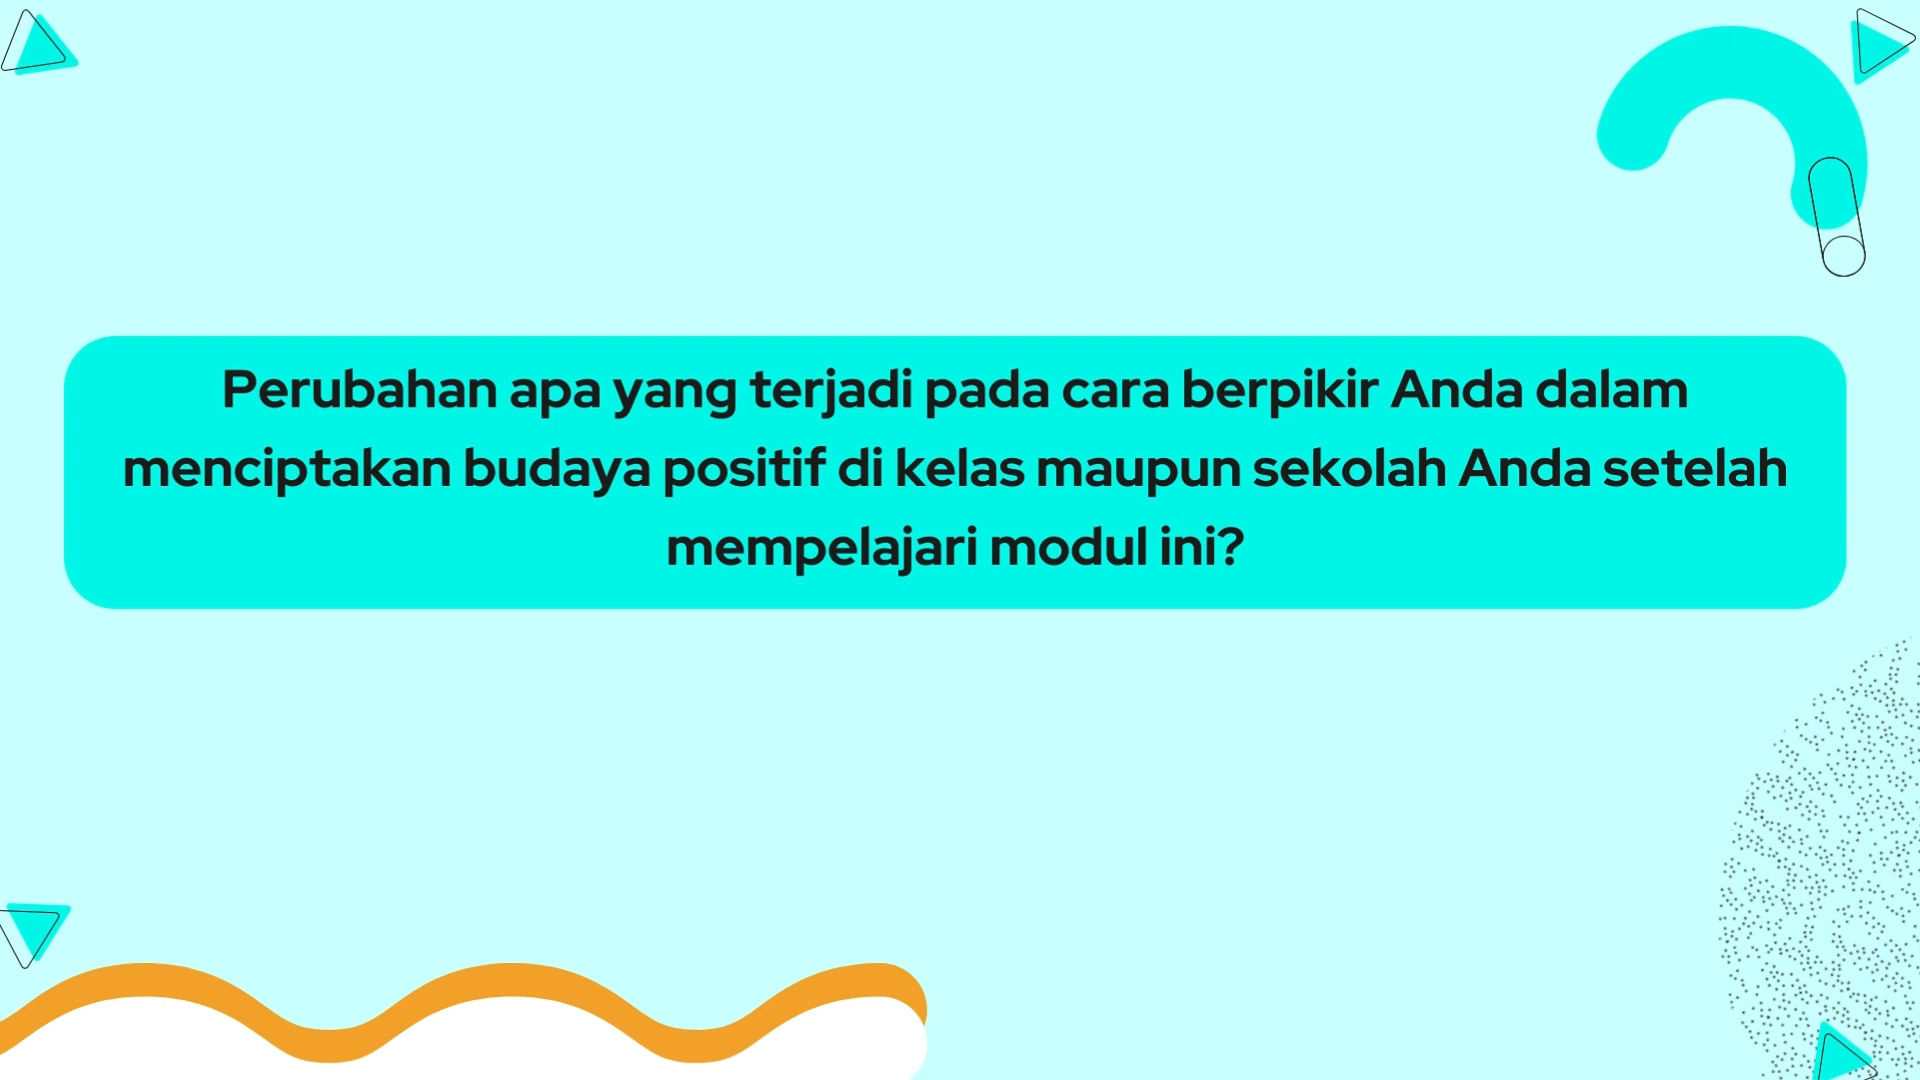 Perubahan apa yang terjadi pada cara berpikir Anda dalam
menciptakan budaya positif di kelas maupun sekolah Anda setelah
mempelajari modul ini?